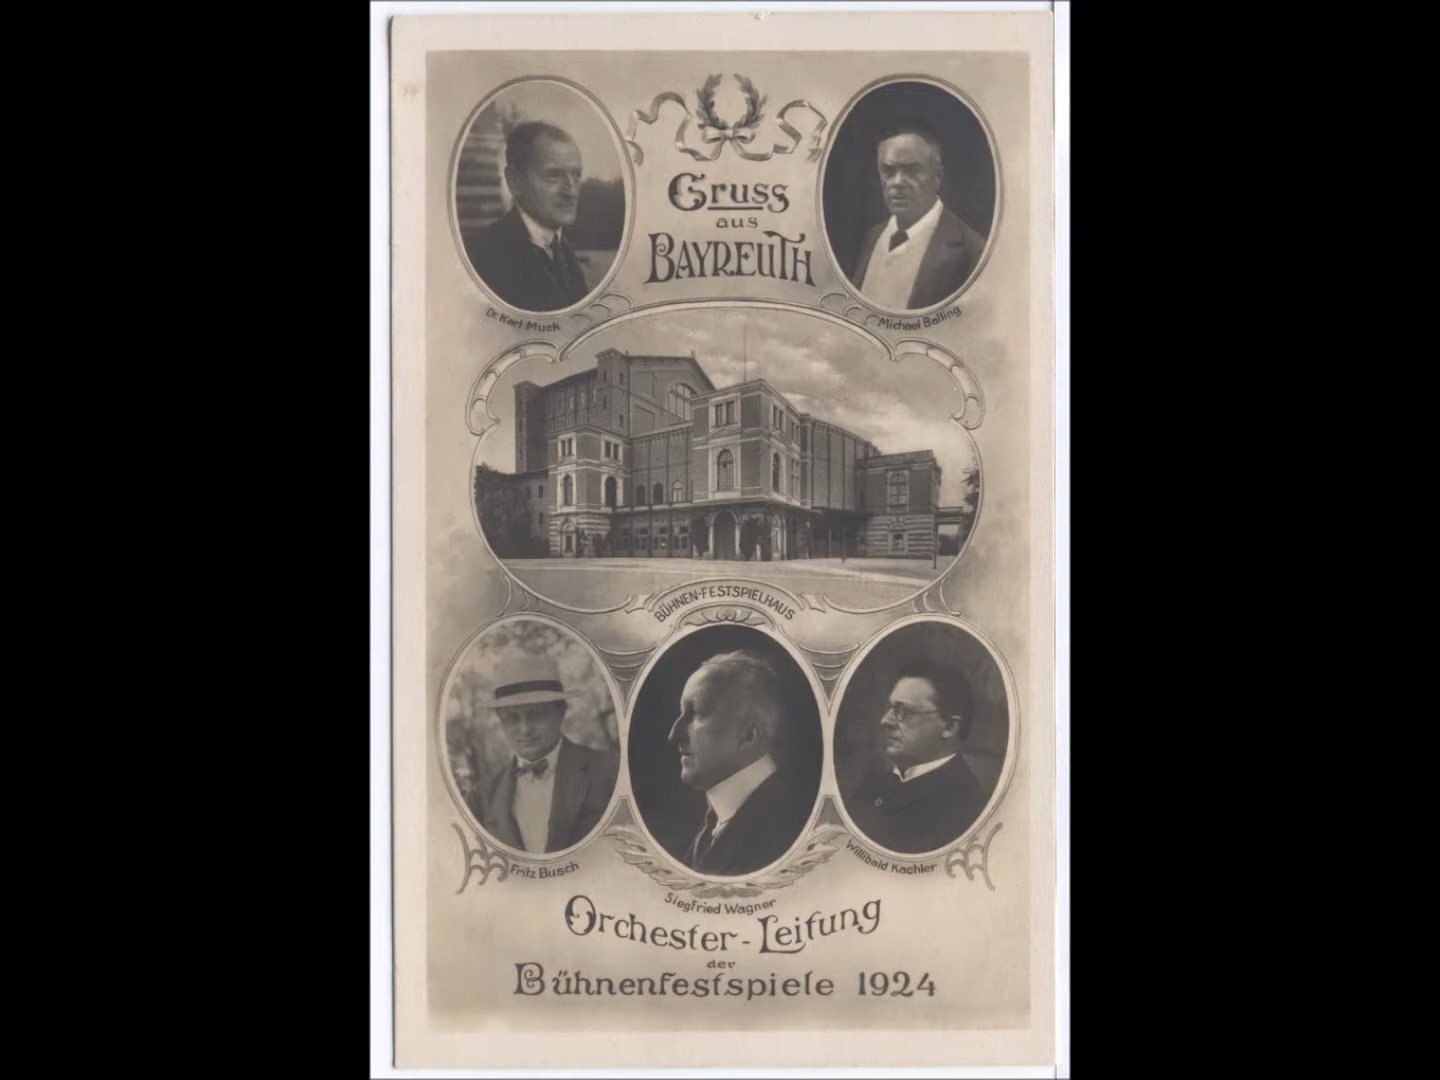 Gruss
aus
BAYREUTH
Dr. Karl Muck
Michael Balling
BÜHNEN-FESTSPIELHAUS
Fritz Busch
Siegfried Wagner
Willibald Kaehler
Orchester-Leitung
der
Bühnenfestspiele 1924